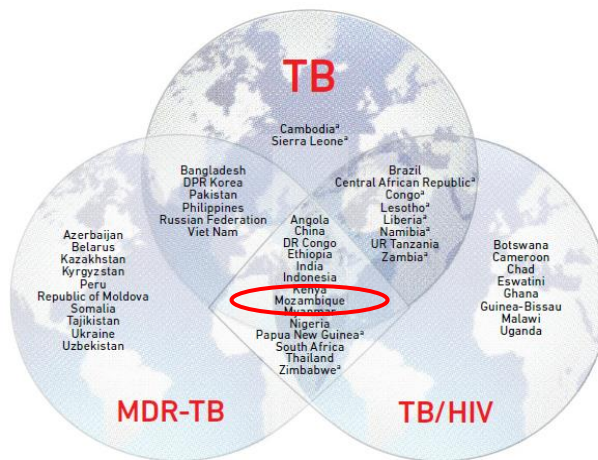 TB
Cambodiaª
Sierra Leoneª
Bangladesh
DPR Korea
Pakistan
Philippines
Russian Federation
Viet Nam
Brazil
Central African Republicª
Congoª
Lesothoª
Liberiaª
Namibiaª
UR Tanzania
Zambiaª
Angola
China
DR Congo
Ethiopia
India
Indonesia
Kenya
Mozambique
Myanmar
Nigeria
Papua New Guineaª
South Africa
Thailand
Zimbabweª
Azerbaijan
Belarus
Kazakhstan
Kyrgyzstan
Peru
Republic of Moldova
Somalia
Tajikistan
Ukraine
Uzbekistan
Botswana
Cameroon
Chad
Eswatini
Ghana
Guinea-Bissau
Malawi
Uganda
MDR-TB
TB/HIV